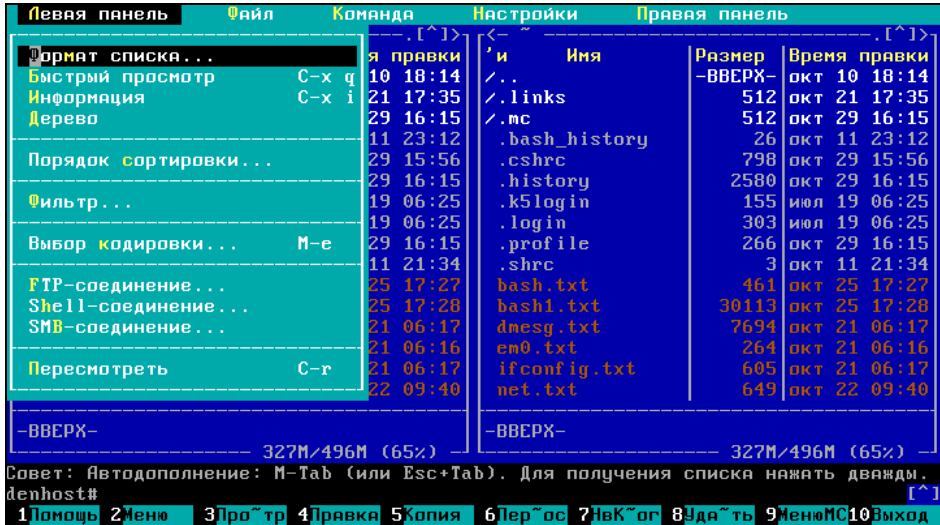 Левая панель Файл Команда Настройки Правая панель
.[^]>┐┌<─ ~ .[^]>┐
Формат списка... я правки 'и Имя Размер Время правки
Быстрый просмотр C-x q 10 18:14 /.. -ВВЕРХ- окт 10 18:14
Информация C-x i 21 17:35 /.links 512 окт 21 17:35
Дерево 29 16:15 /.mc 512 окт 29 16:15
11 23:12 .bash_history 26 окт 11 23:12
Порядок сортировки... 29 15:56 .cshrc 798 окт 29 15:56
29 16:15 .history 2580 окт 29 16:15
Фильтр... 19 06:25 .k5login 155 июл 19 06:25
19 06:25 .login 303 июл 19 06:25
Выбор кодировки... M-e 29 16:15 .profile 266 окт 29 16:15
11 21:34 .shrc 3 окт 11 21:34
FTP-соединение... 25 17:27 bash.txt 461 окт 25 17:27
Shell-соединение... 25 17:28 bash1.txt 30113 окт 25 17:28
SMB-соединение... 21 06:17 dmesg.txt 7694 окт 21 06:17
21 06:16 em0.txt 264 окт 21 06:16
Пересмотреть C-r 21 06:17 ifconfig.txt 605 окт 21 06:17
22 09:40 net.txt 649 окт 22 09:40
-ВВЕРХ- -ВВЕРХ-
327M/496M (65%) 327M/496M (65%)
Совет: Автодополнение: M-Tab (или Esc+Tab). Для получения списка нажать дважды.
denhost# [^]
1Помощь 2Меню 3Про~тр 4Правка 5Копия 6Пер~ос 7НвК~ог 8Уда~ть 9МенюMC 10Выход